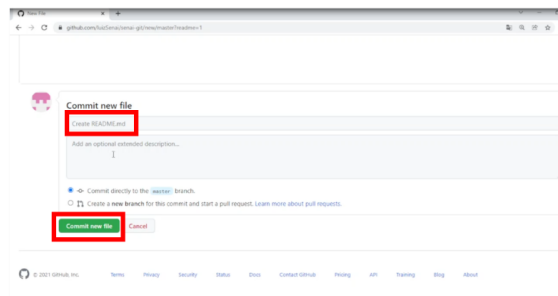 New File
github.com/luizSenai/senai-git/new/master?readme=1
Commit new file
Create README.md
Add an optional extended description...
Commit directly to the master branch.
Create a new branch for this commit and start a pull request. Learn more about pull requests.
Commit new file Cancel
© 2021 GitHub, Inc. Terms Privacy Security Status Docs Contact GitHub Pricing API Training Blog About